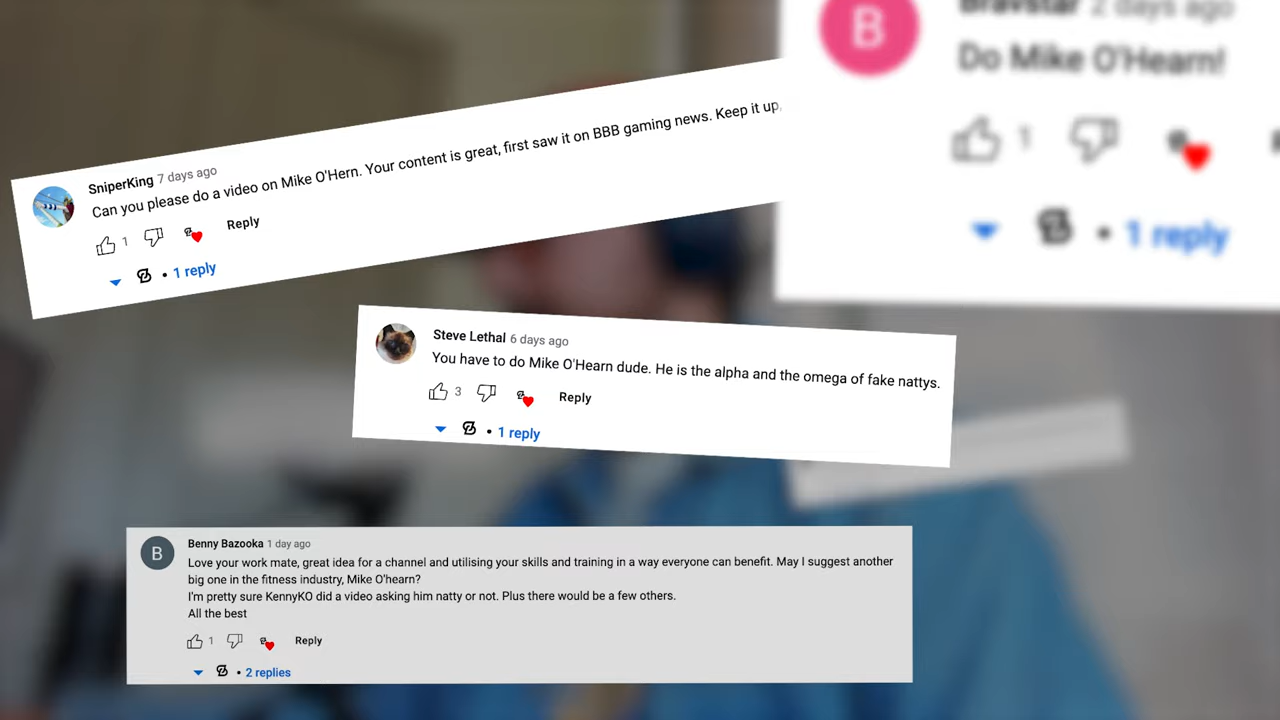 Bravstar 2 days ago
Do Mike O'Hearn!
1
1 reply
SniperKing 7 days ago
Can you please do a video on Mike O'Hern. Your content is great, first saw it on BBB gaming news. Keep it up,
1 Reply
1 reply
Steve Lethal 6 days ago
You have to do Mike O'Hearn dude. He is the alpha and the omega of fake nattys.
3 Reply
1 reply
B
Benny Bazooka 1 day ago
Love your work mate, great idea for a channel and utilising your skills and training in a way everyone can benefit. May I suggest another
big one in the fitness industry, Mike O'hearn?
I'm pretty sure KennyKO did a video asking him natty or not. Plus there would be a few others.
All the best
1 Reply
2 replies
B